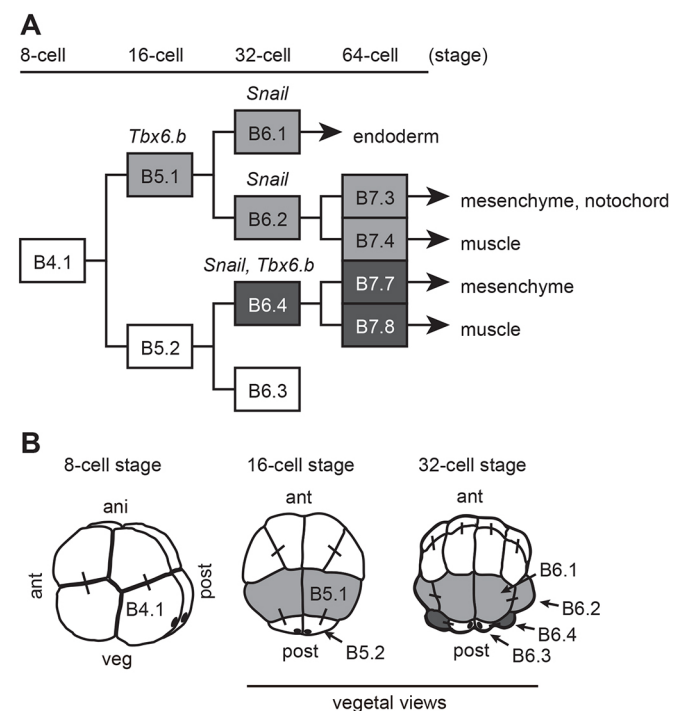 A
8-cell 16-cell 32-cell 64-cell (stage)
Snail
Tbx6.b
B6.1
endoderm
B5.1
Snail
B7.3
mesenchyme, notochord
B6.2
B7.4
muscle
Snail, Tbx6.b
B4.1
B7.7
mesenchyme
B6.4
B7.8
muscle
B5.2
B6.3
B
8-cell stage 16-cell stage 32-cell stage
ani
ant
ant
ant
post
B4.1
B5.1
B6.1
B6.2
B6.4
B6.3
veg
post
B5.2
post
vegetal views